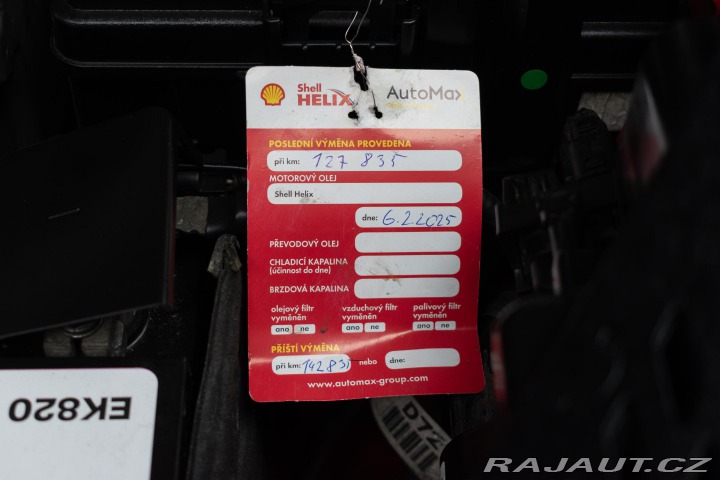 Shell
HELIX
AutoMax
POSLEDNÍ VÝMĚNA PROVEDENA
při km: 127 835
MOTOROVÝ OLEJ
Shell Helix
dne: 6.2.2025
PŘEVODOVÝ OLEJ
CHLADICÍ KAPALINA
(účinnost do dne)
BRZDOVÁ KAPALINA
olejový filtr vzduchový filtr palivový filtr
vyměněn vyměněn vyměněn
ano ne ano ne ano ne
PŘÍŠTÍ VÝMĚNA
při km: 142835 nebo dne:
www.automax-group.com
EK820
D72
RAJAUT.CZ